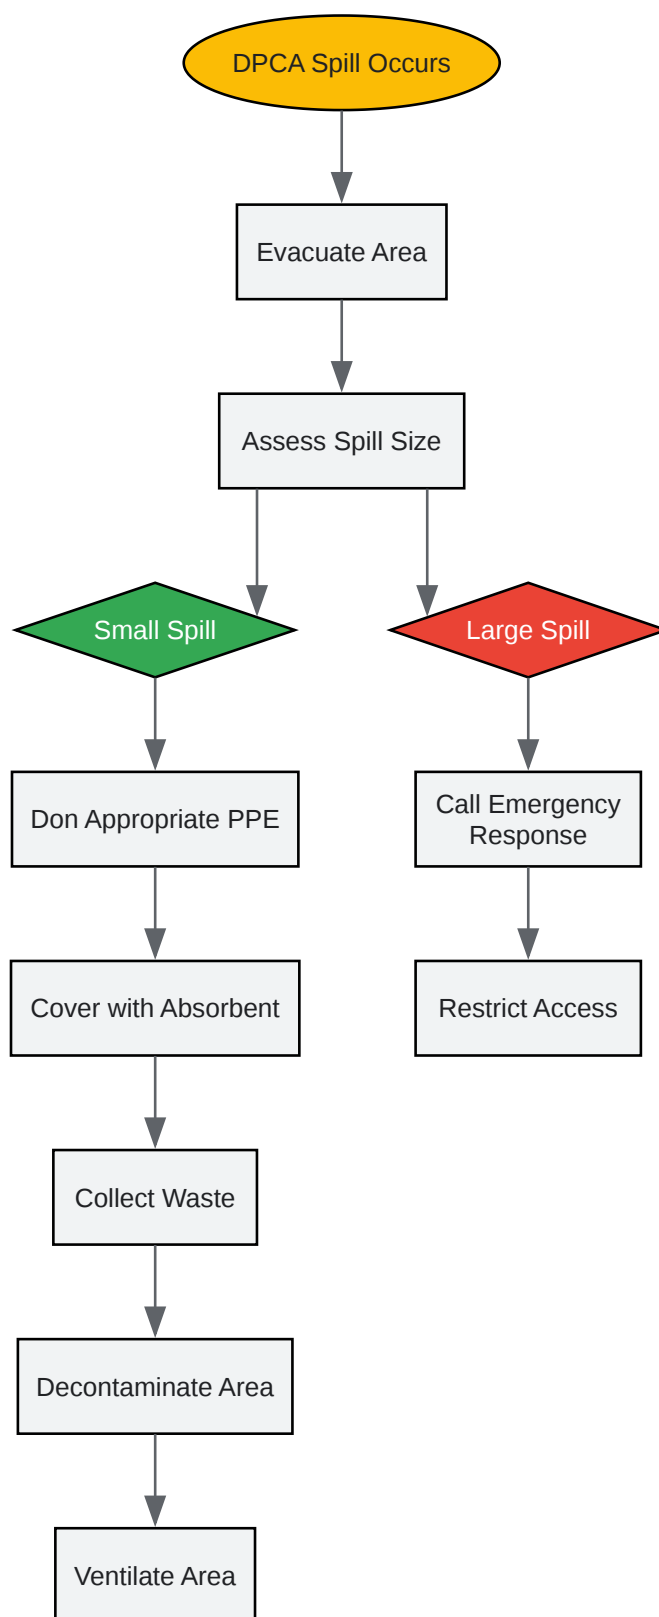 DPCA Spill Occurs
Evacuate Area
Assess Spill Size
Small Spill
Large Spill
Don Appropriate PPE
Call Emergency
Response
Cover with Absorbent
Restrict Access
Collect Waste
Decontaminate Area
Ventilate Area